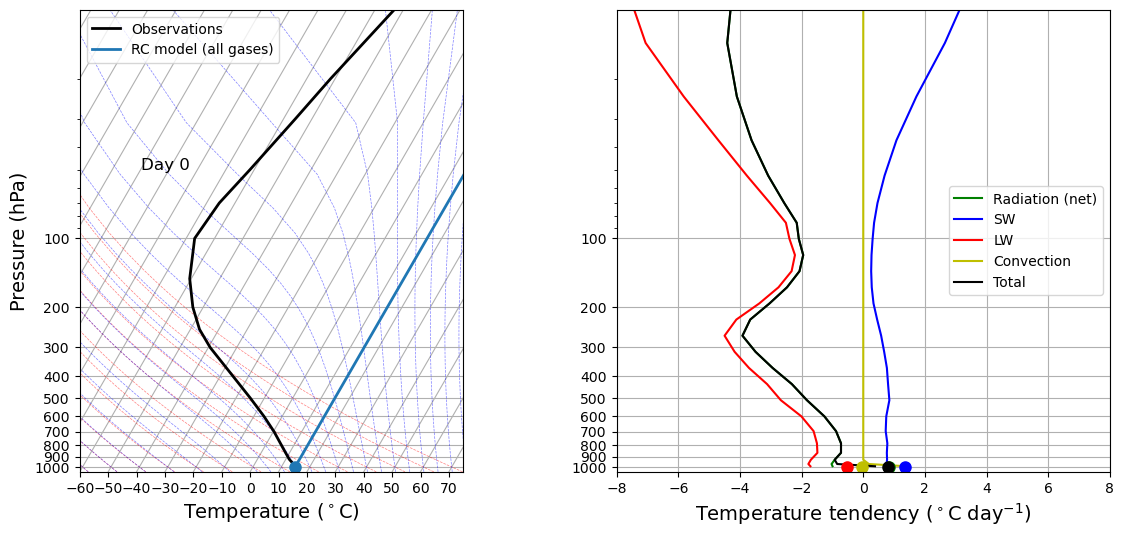 Observations
RC model (all gases)
Day 0
Pressure (hPa)
100
200
300
400
500
600
700
800
900
1000
−60 −50 −40 −30 −20 −10 0 10 20 30 40 50 60 70
Temperature (°C)
Radiation (net)
SW
LW
Convection
Total
100
200
300
400
500
600
700
800
900
1000
−8 −6 −4 −2 0 2 4 6 8
Temperature tendency (°C day⁻¹)